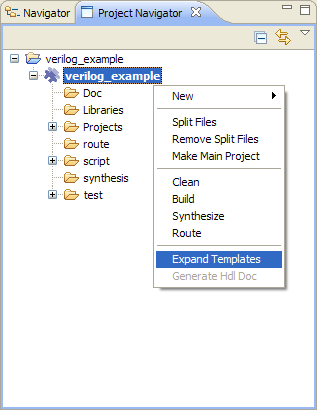 Navigator
Project Navigator
verilog_example
verilog_example
Doc
Libraries
Projects
route
script
synthesis
test
New
Split Files
Remove Split Files
Make Main Project
Clean
Build
Synthesize
Route
Expand Templates
Generate Hdl Doc